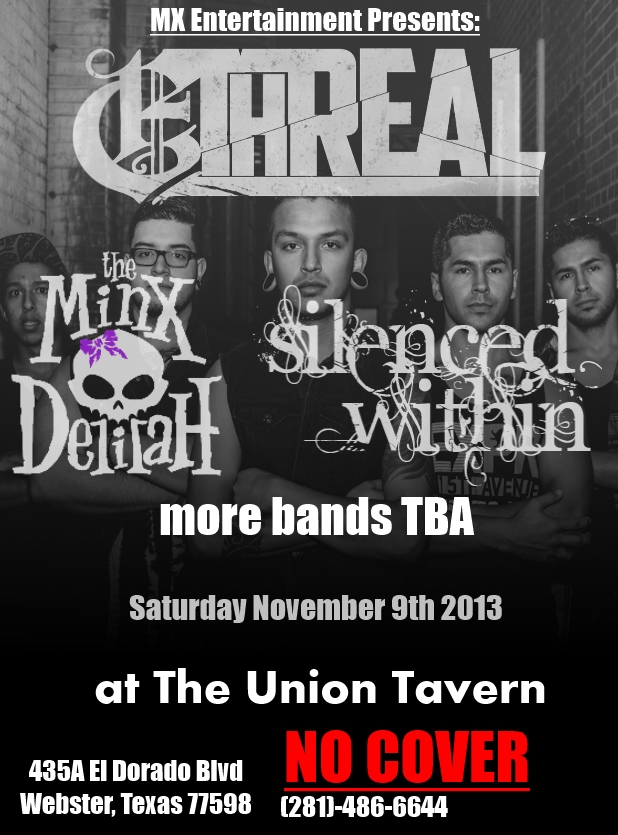 MX Entertainment Presents:
ETHREAL
the
Minx
Delilah
silenced
within
more bands TBA
Saturday November 9th 2013
at The Union Tavern
NO COVER
435A El Dorado Blvd
Webster, Texas 77598
(281)-486-6644